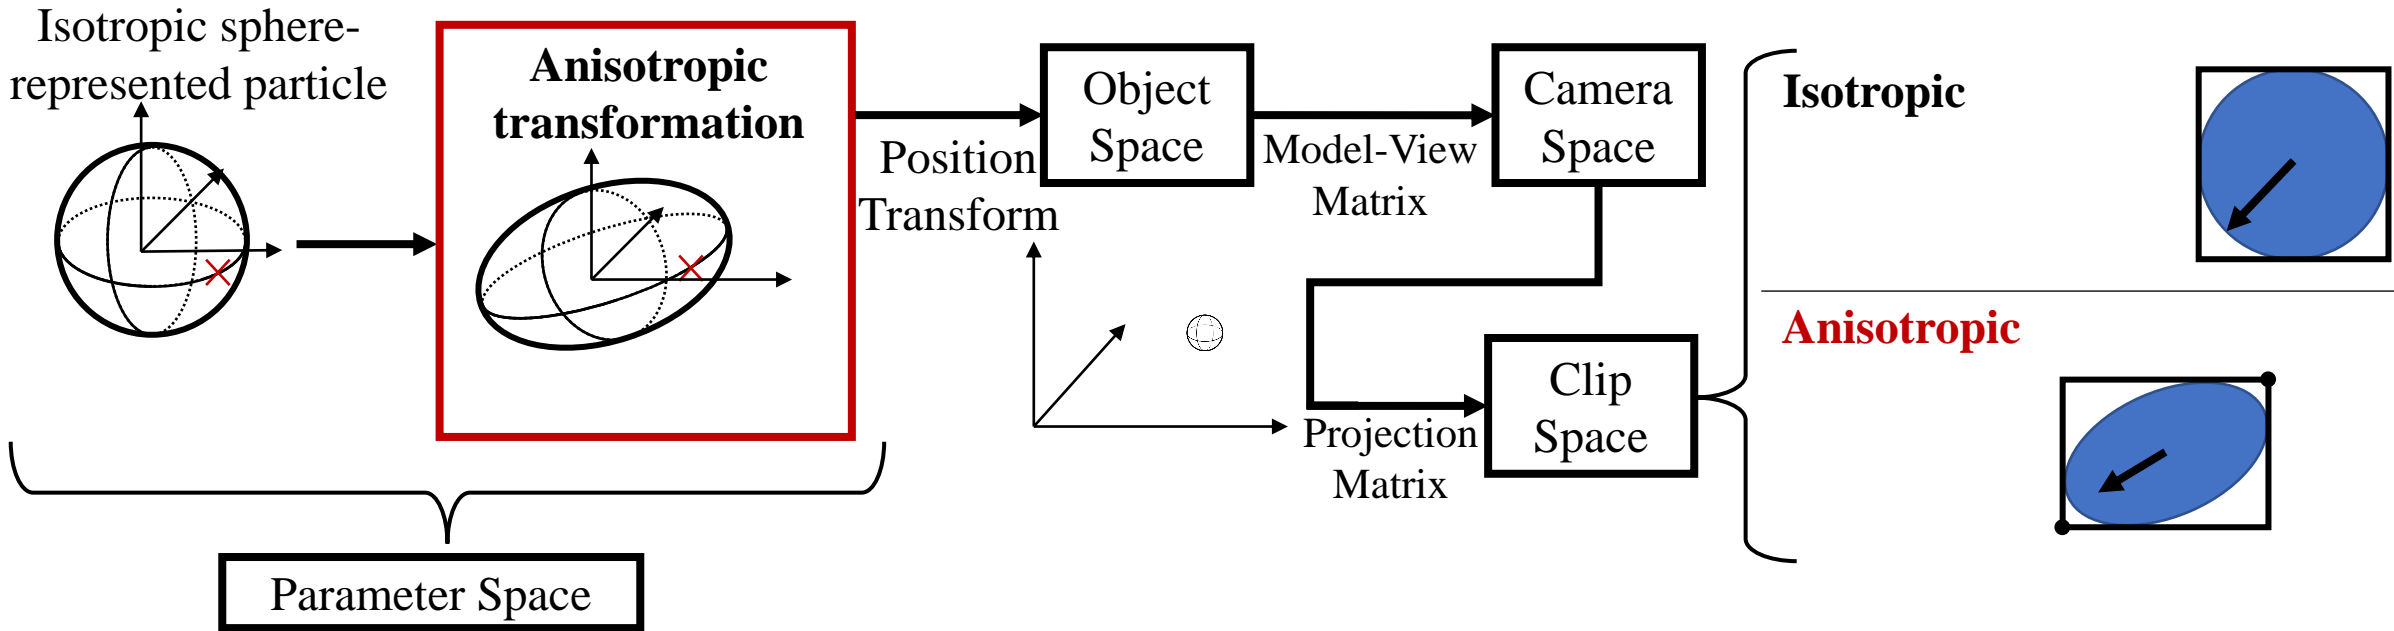 Isotropic sphere-
represented particle
Anisotropic
transformation
Position
Transform
Object
Space
Model-View
Matrix
Camera
Space
Projection
Matrix
Clip
Space
Isotropic
Anisotropic
Parameter Space